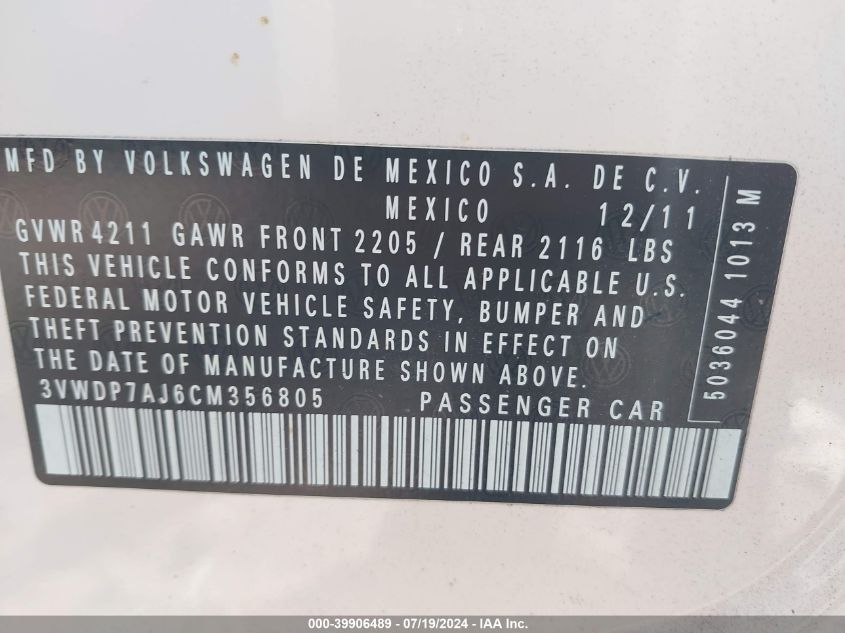 MFD BY VOLKSWAGEN DE MEXICO S.A. DE C.V.
MEXICO 12/11
GVWR 4211 GAWR FRONT 2205 / REAR 2116 LBS
THIS VEHICLE CONFORMS TO ALL APPLICABLE U.S.
FEDERAL MOTOR VEHICLE SAFETY, BUMPER AND
THEFT PREVENTION STANDARDS IN EFFECT ON
THE DATE OF MANUFACTURE SHOWN ABOVE.
3VWDP7AJ6CM356805 PASSENGER CAR
5036044 1013 M
000-39906489 - 07/19/2024 - IAA Inc.